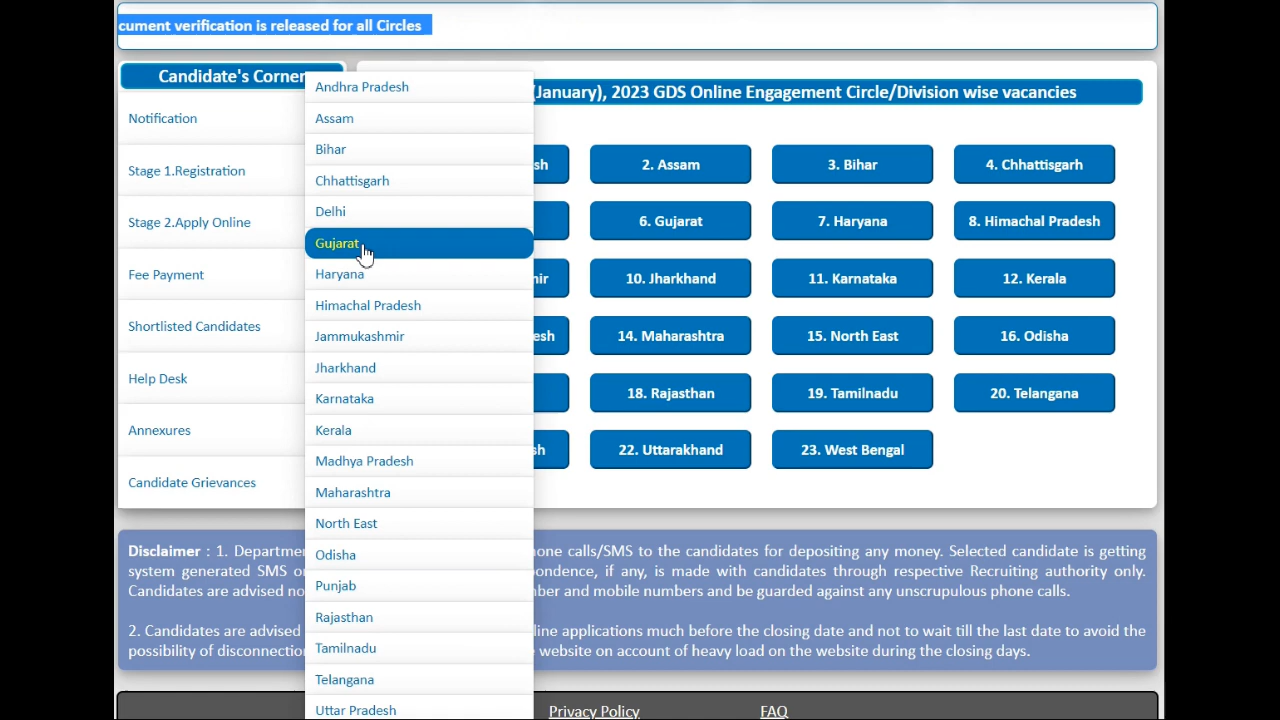 cument verification is released for all Circles
Candidate's Corner
Notification
Stage 1.Registration
Stage 2.Apply Online
Fee Payment
Shortlisted Candidates
Help Desk
Annexures
Candidate Grievances
Andhra Pradesh
Assam
Bihar
Chhattisgarh
Delhi
Gujarat
Haryana
Himachal Pradesh
Jammukashmir
Jharkhand
Karnataka
Kerala
Madhya Pradesh
Maharashtra
North East
Odisha
Punjab
Rajasthan
Tamilnadu
Telangana
Uttar Pradesh
(January), 2023 GDS Online Engagement Circle/Division wise vacancies
sh 2. Assam 3. Bihar 4. Chhattisgarh
6. Gujarat 7. Haryana 8. Himachal Pradesh
nir 10. Jharkhand 11. Karnataka 12. Kerala
esh 14. Maharashtra 15. North East 16. Odisha
18. Rajasthan 19. Tamilnadu 20. Telangana
sh 22. Uttarakhand 23. West Bengal
Disclaimer : 1. Departmen one calls/SMS to the candidates for depositing any money. Selected candidate is getting
system generated SMS or pondence, if any, is made with candidates through respective Recruiting authority only.
Candidates are advised no ber and mobile numbers and be guarded against any unscrupulous phone calls.
2. Candidates are advised line applications much before the closing date and not to wait till the last date to avoid the
possibility of disconnection website on account of heavy load on the website during the closing days.
Privacy Policy FAQ